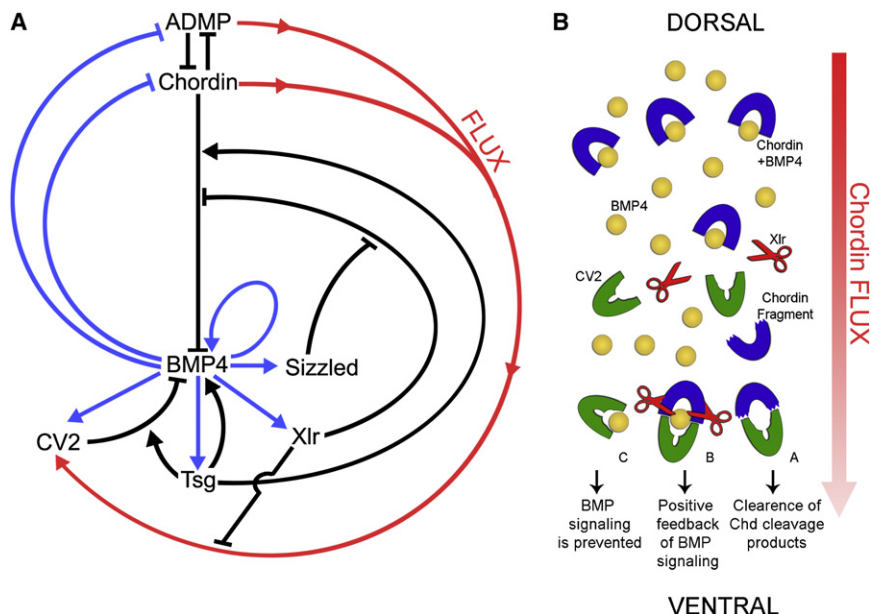 A
ADMP
Chordin
FLUX
BMP4
Sizzled
CV2
Xlr
Tsg
B
DORSAL
Chordin
+BMP4
BMP4
Xlr
CV2
Chordin
Fragment
Chordin FLUX
C
B
A
BMP
signaling
is prevented
Positive
feedback
of BMP
signaling
Clearence of
Chd cleavage
products
VENTRAL